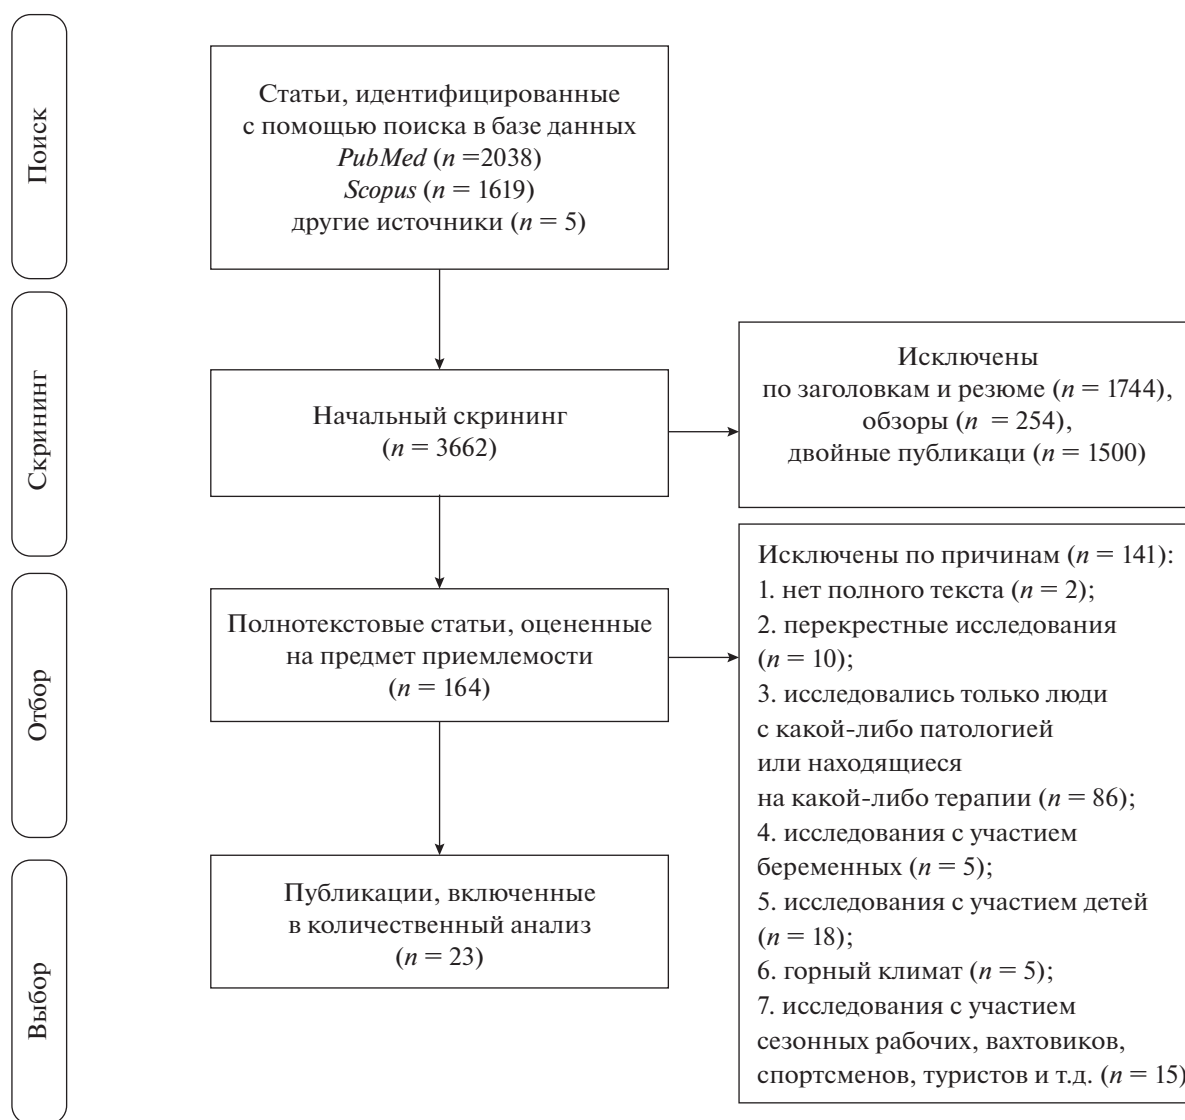 Поиск
Статьи, идентифицированные
с помощью поиска в базе данных
PubMed (n =2038)
Scopus (n = 1619)
другие источники (n = 5)
Скрининг
Начальный скрининг
(n = 3662)
Исключены
по заголовкам и резюме (n = 1744),
обзоры (n = 254),
двойные публикаци (n = 1500)
Отбор
Полнотекстовые статьи, оцененные
на предмет приемлемости
(n = 164)
Исключены по причинам (n = 141):
1. нет полного текста (n = 2);
2. перекрестные исследования
(n = 10);
3. исследовались только люди
с какой-либо патологией
или находящиеся
на какой-либо терапии (n = 86);
4. исследования с участием
беременных (n = 5);
5. исследования с участием детей
(n = 18);
6. горный климат (n = 5);
7. исследования с участием
сезонных рабочих, вахтовиков,
спортсменов, туристов и т.д. (n = 15)
Выбор
Публикации, включенные
в количественный анализ
(n = 23)